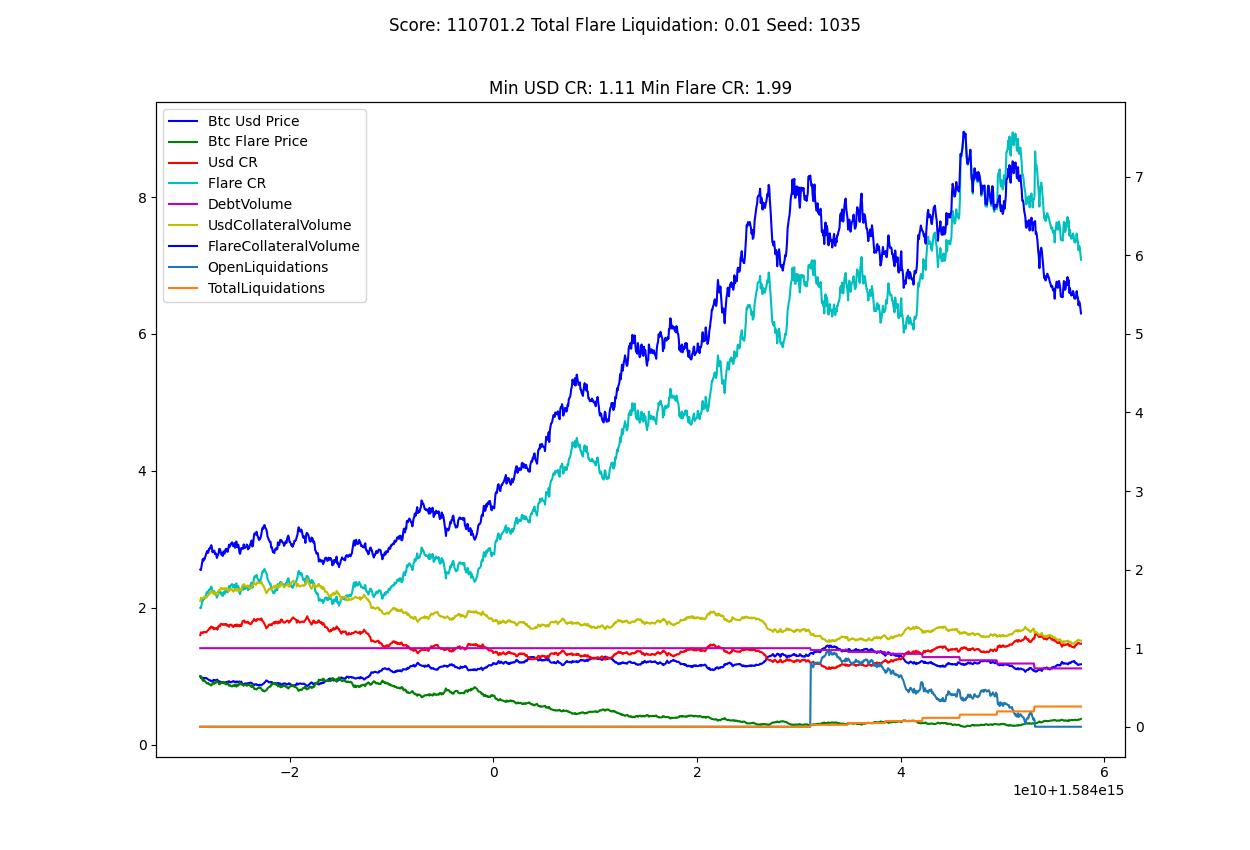 Score: 110701.2 Total Flare Liquidation: 0.01 Seed: 1035
Min USD CR: 1.11 Min Flare CR: 1.99
Btc Usd Price
Btc Flare Price
Usd CR
Flare CR
DebtVolume
UsdCollateralVolume
FlareCollateralVolume
OpenLiquidations
TotalLiquidations
8
6
4
2
0
7
6
5
4
3
2
1
0
−2
0
2
4
6
1e10+1.584e15